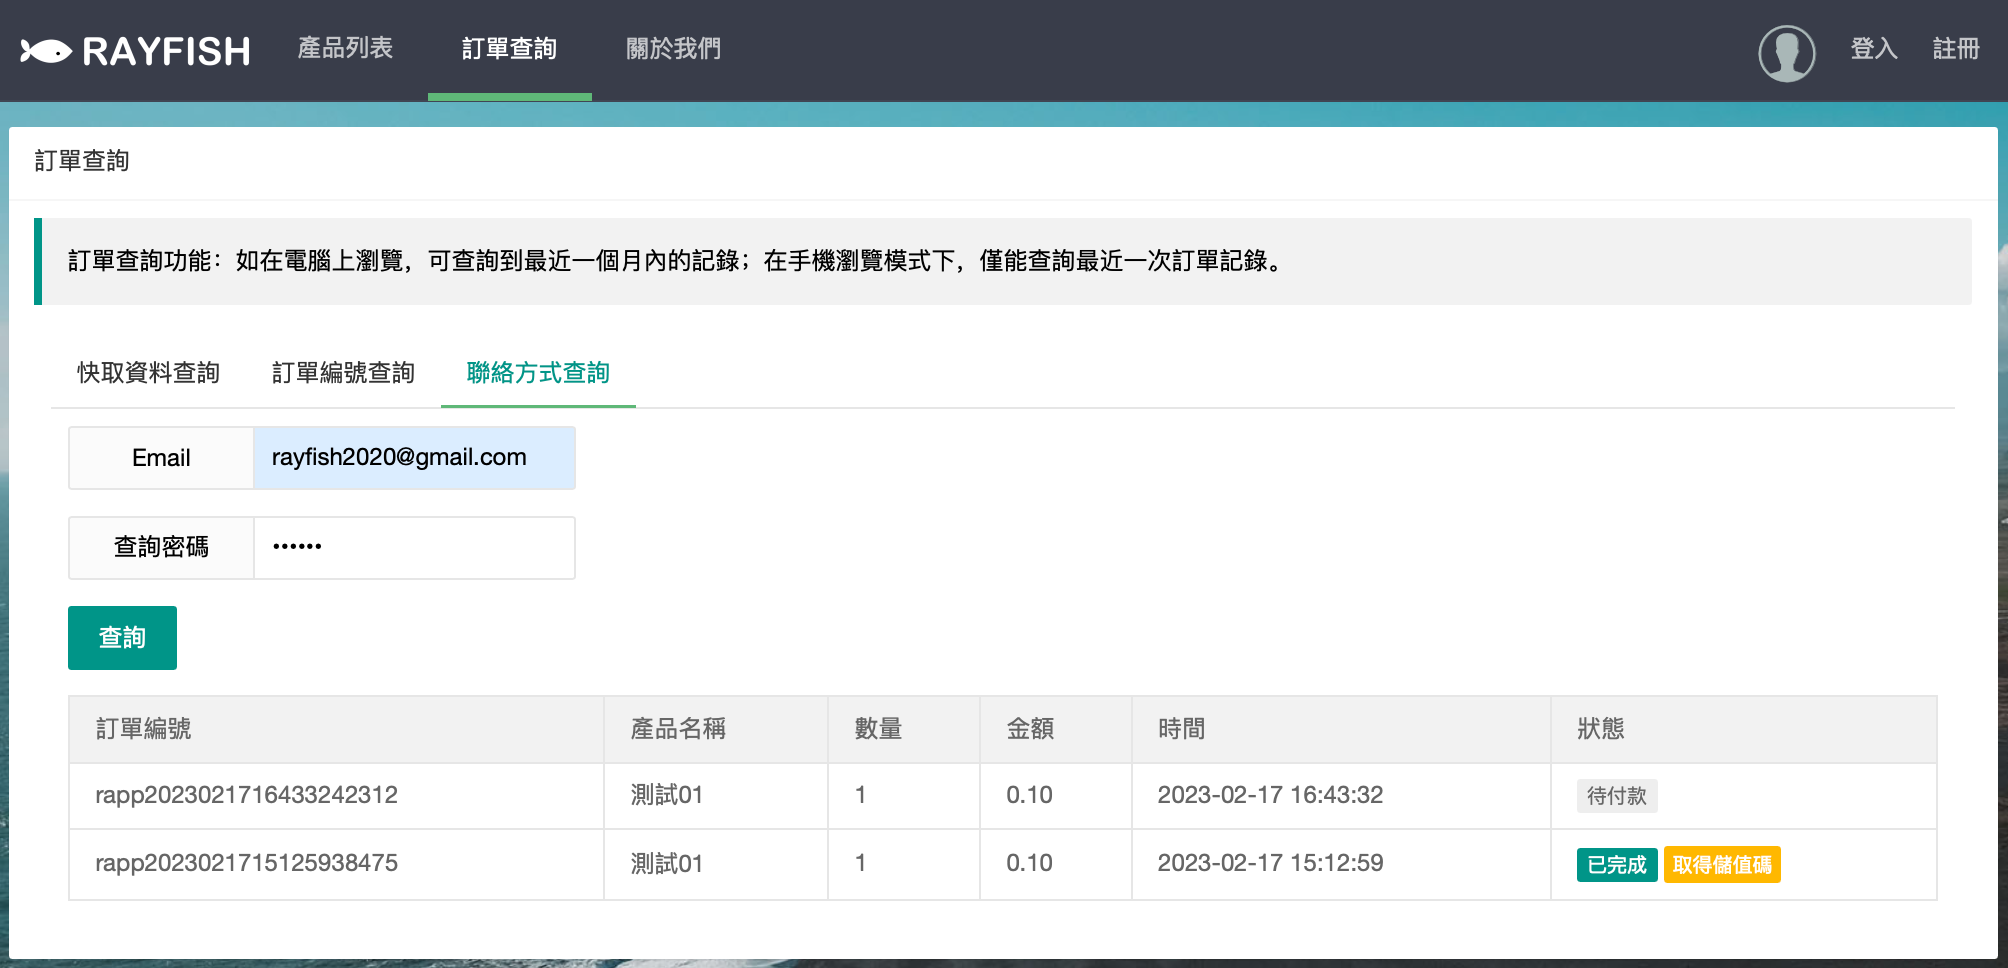 RAYFISH 產品列表 訂單查詢 關於我們 登入 註冊
訂單查詢
訂單查詢功能：如在電腦上瀏覽，可查詢到最近一個月內的記錄；在手機瀏覽模式下，僅能查詢最近一次訂單記錄。
快取資料查詢 訂單編號查詢 聯絡方式查詢
Email rayfish2020@gmail.com
查詢密碼 ••••••
查詢
訂單編號 產品名稱 數量 金額 時間 狀態
rapp2023021716433242312 測試01 1 0.10 2023-02-17 16:43:32 待付款
rapp2023021715125938475 測試01 1 0.10 2023-02-17 15:12:59 已完成 取得儲值碼